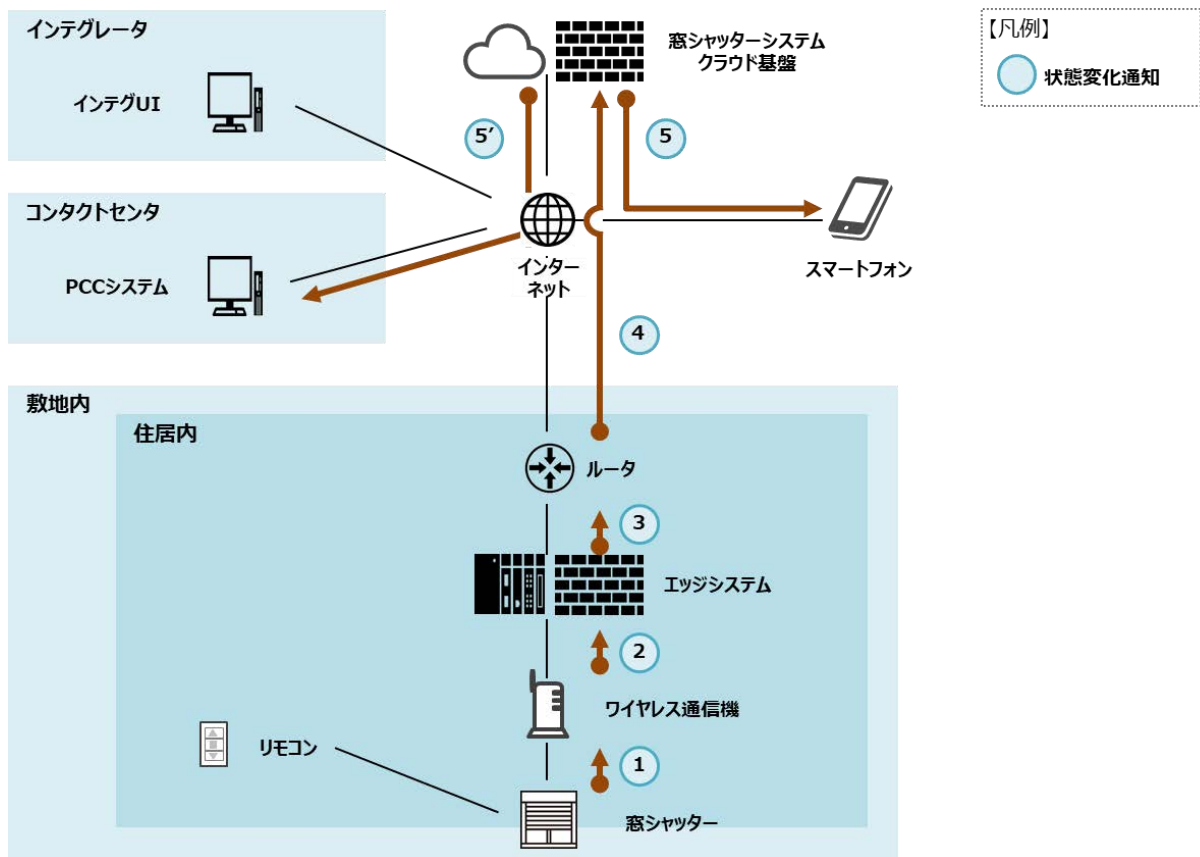 インテグレータ
インテグUI
窓シャッターシステム
クラウド基盤
【凡例】
状態変化通知
5′
5
コンタクトセンタ
PCCシステム
インター
ネット
スマートフォン
4
敷地内
住居内
ルータ
3
エッジシステム
2
ワイヤレス通信機
リモコン
1
窓シャッター